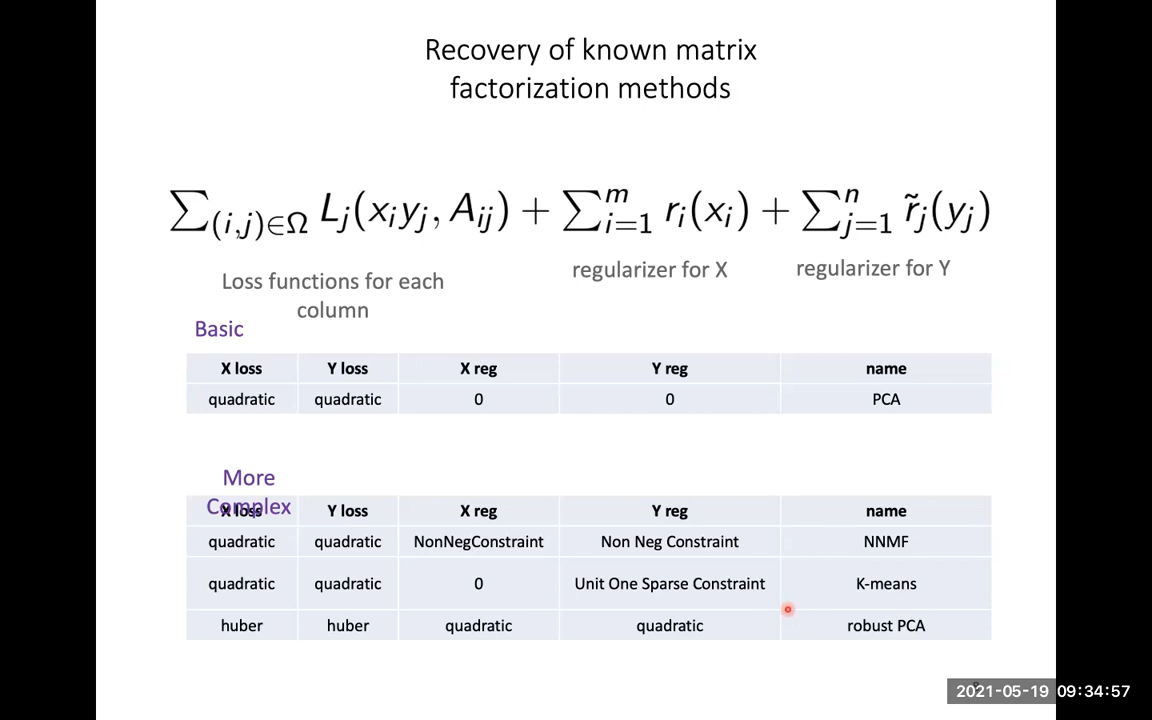 Recovery of known matrix
factorization methods
∑(i,j)∈Ω Lj(xiyj, Aij) + ∑i=1^m ri(xi) + ∑j=1^n r̃j(yj)
Loss functions for each
column
regularizer for X
regularizer for Y
Basic
X loss Y loss X reg Y reg name
quadratic quadratic 0 0 PCA
More
Complex
X loss Y loss X reg Y reg name
quadratic quadratic NonNegConstraint Non Neg Constraint NNMF
quadratic quadratic 0 Unit One Sparse Constraint K-means
huber huber quadratic quadratic robust PCA
2021-05-19 09:34:57